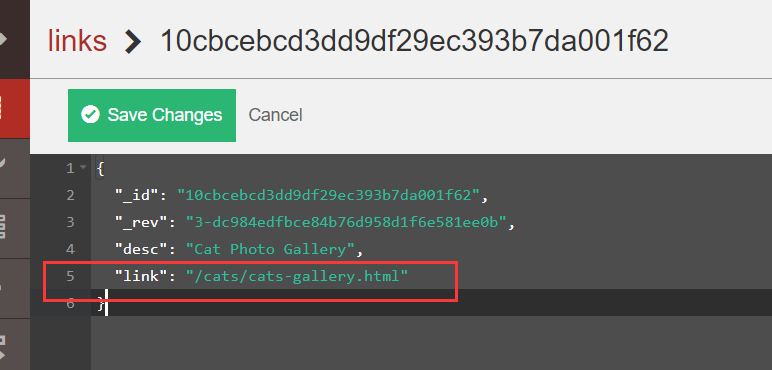 links > 10cbcebcd3dd9df29ec393b7da001f62
Save Changes Cancel
1 {
2 "_id": "10cbcebcd3dd9df29ec393b7da001f62",
3 "_rev": "3-dc984edfbce84b76d958d1f6e581ee0b",
4 "desc": "Cat Photo Gallery",
5 "link": "/cats/cats-gallery.html"
6 }